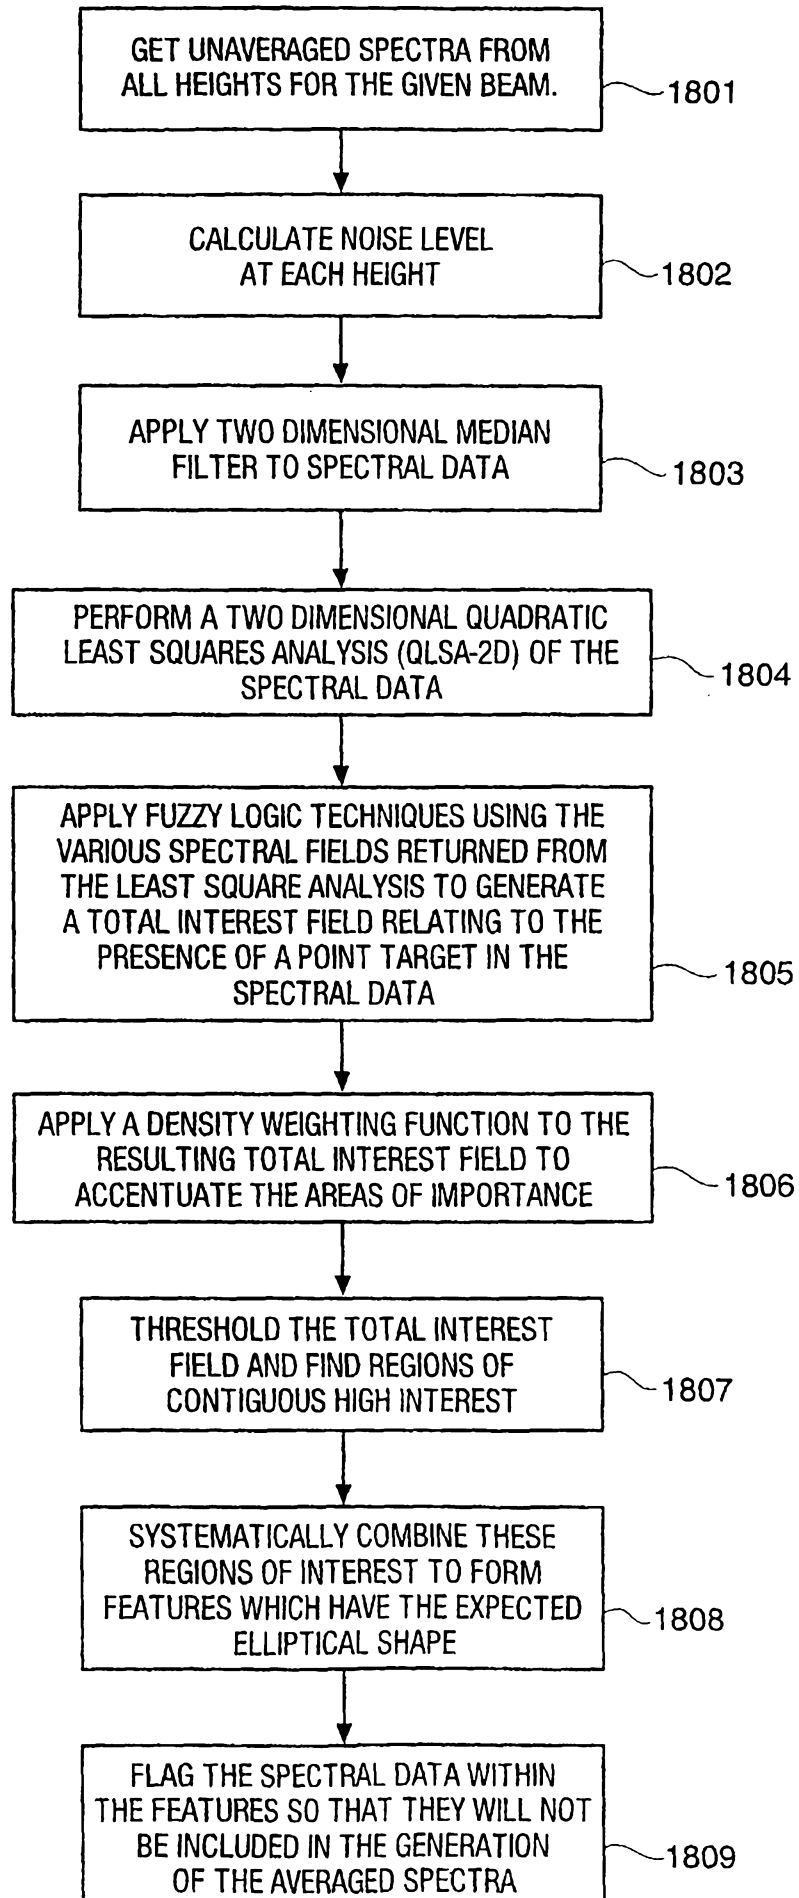 GET UNAVERAGED SPECTRA FROM
ALL HEIGHTS FOR THE GIVEN BEAM.
1801
CALCULATE NOISE LEVEL
AT EACH HEIGHT
1802
APPLY TWO DIMENSIONAL MEDIAN
FILTER TO SPECTRAL DATA
1803
PERFORM A TWO DIMENSIONAL QUADRATIC
LEAST SQUARES ANALYSIS (QLSA-2D) OF THE
SPECTRAL DATA
1804
APPLY FUZZY LOGIC TECHNIQUES USING THE
VARIOUS SPECTRAL FIELDS RETURNED FROM
THE LEAST SQUARE ANALYSIS TO GENERATE
A TOTAL INTEREST FIELD RELATING TO THE
PRESENCE OF A POINT TARGET IN THE
SPECTRAL DATA
1805
APPLY A DENSITY WEIGHTING FUNCTION TO THE
RESULTING TOTAL INTEREST FIELD TO
ACCENTUATE THE AREAS OF IMPORTANCE
1806
THRESHOLD THE TOTAL INTEREST
FIELD AND FIND REGIONS OF
CONTIGUOUS HIGH INTEREST
1807
SYSTEMATICALLY COMBINE THESE
REGIONS OF INTEREST TO FORM
FEATURES WHICH HAVE THE EXPECTED
ELLIPTICAL SHAPE
1808
FLAG THE SPECTRAL DATA WITHIN
THE FEATURES SO THAT THEY WILL NOT
BE INCLUDED IN THE GENERATION
OF THE AVERAGED SPECTRA
1809